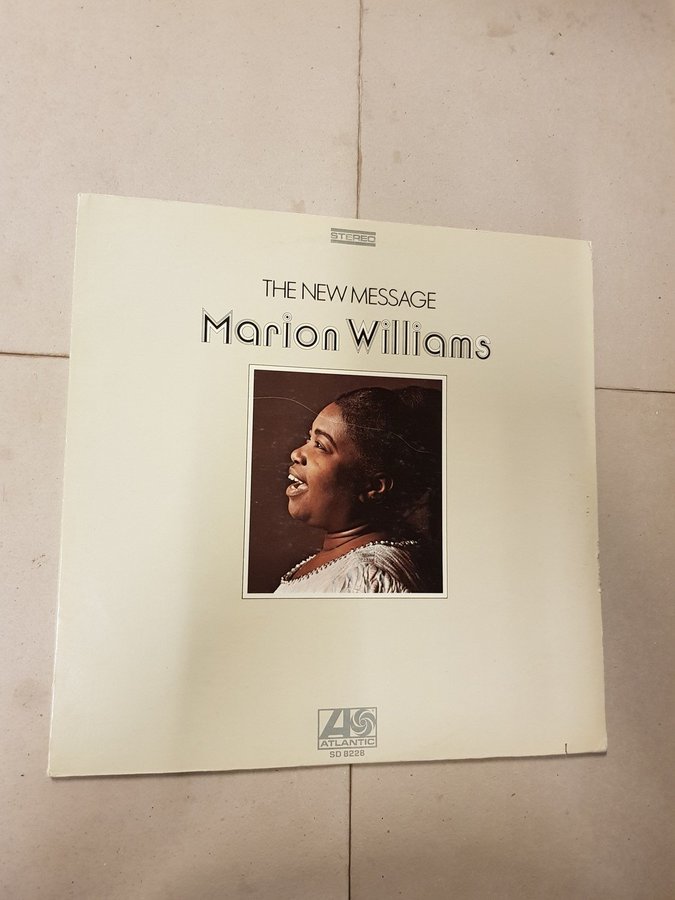 STEREO
THE NEW MESSAGE
Marion Williams
ATLANTIC
SD 8228